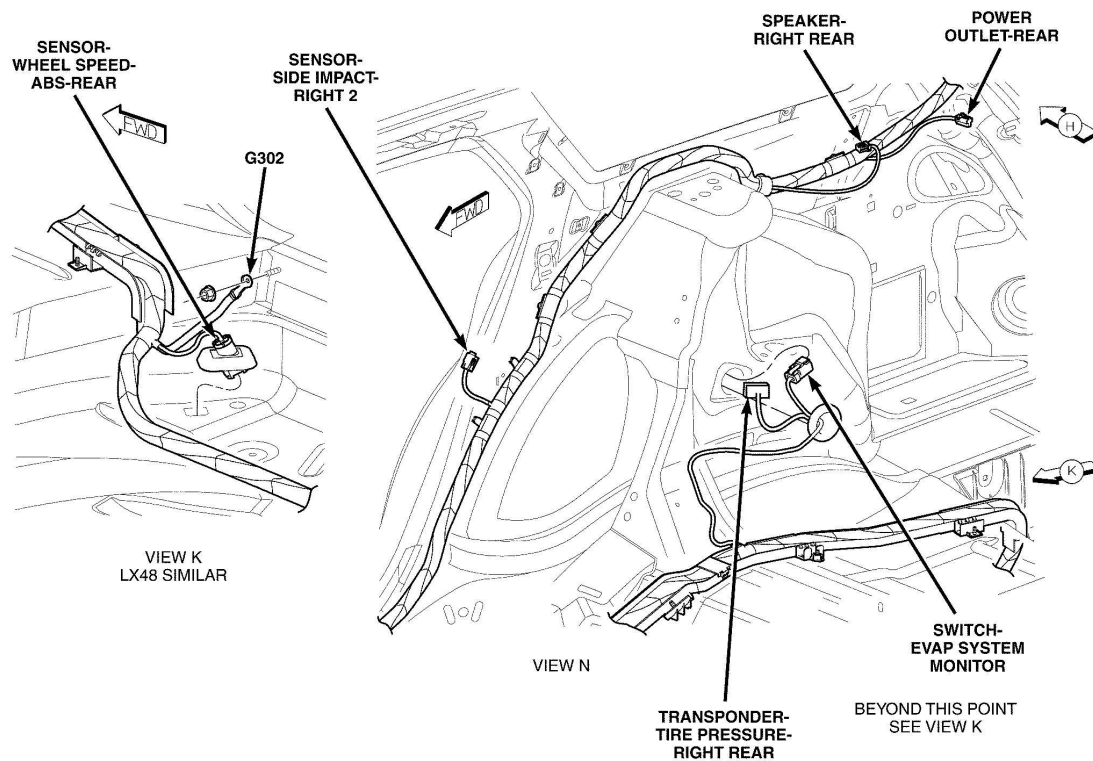 SENSOR-
WHEEL SPEED-
ABS-REAR
FWD
G302
VIEW K
LX48 SIMILAR
SENSOR-
SIDE IMPACT-
RIGHT 2
FWD
SPEAKER-
RIGHT REAR
POWER
OUTLET-REAR
H
K
VIEW N
TRANSPONDER-
TIRE PRESSURE-
RIGHT REAR
SWITCH-
EVAP SYSTEM
MONITOR
BEYOND THIS POINT
SEE VIEW K